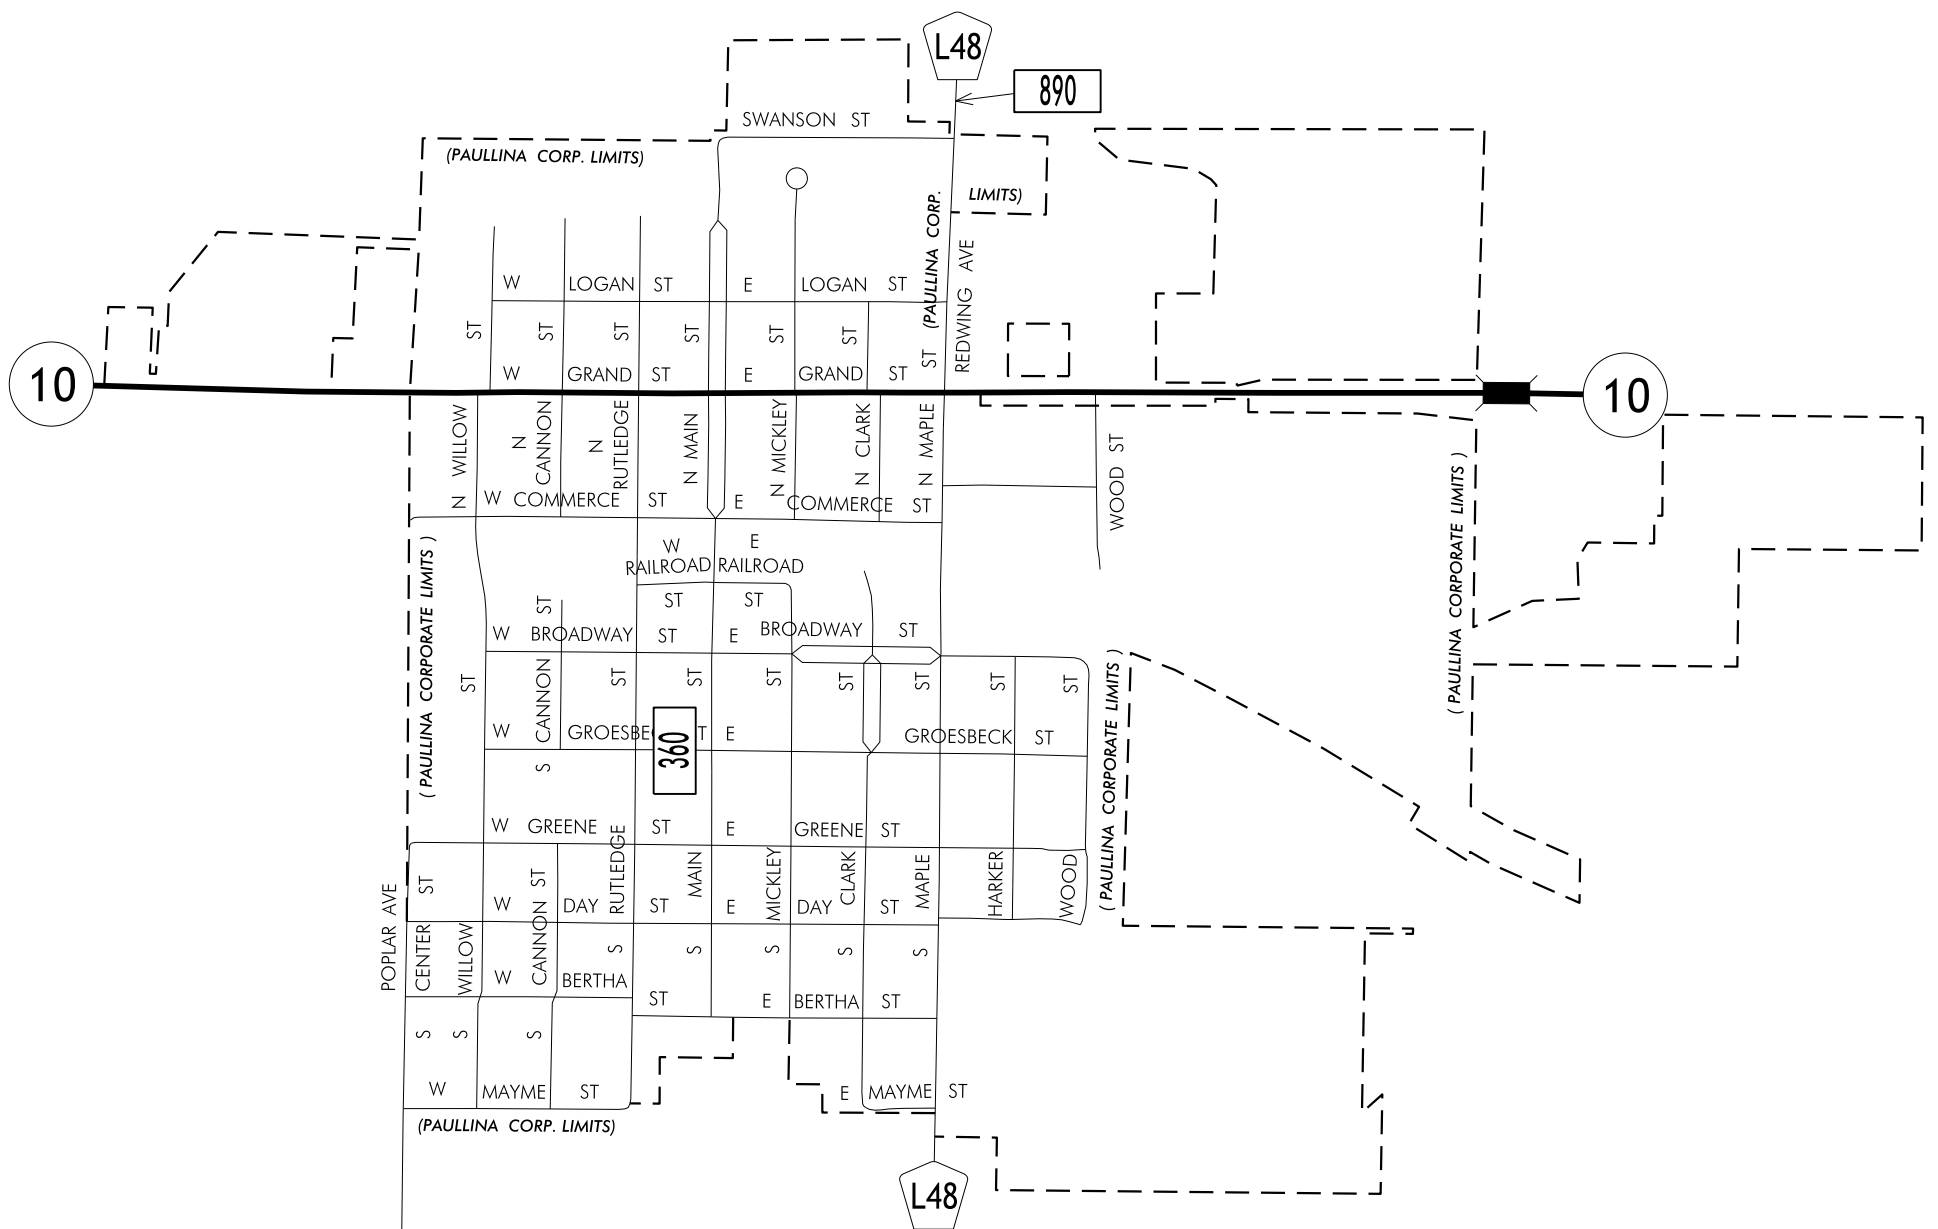 L48
890
SWANSON ST
(PAULLINA CORP. LIMITS)
(PAULLINA CORP.
LIMITS)
REDWING AVE
W LOGAN ST E LOGAN ST
ST ST ST ST ST ST ST
W GRAND ST E GRAND ST
10
10
N WILLOW
N CANNON
N RUTLEDGE
N MAIN
N MICKLEY
N CLARK
N MAPLE
WOOD ST
W COMMERCE ST E COMMERCE ST
( PAULLINA CORPORATE LIMITS )
( PAULLINA CORPORATE LIMITS )
W RAILROAD ST
E RAILROAD ST
ST
W BROADWAY ST E BROADWAY ST
ST ST ST ST ST ST ST ST
CANNON
S
W GROESBE T E GROESBECK ST
360
( PAULLINA CORPORATE LIMITS )
W GREENE ST E GREENE ST
POPLAR AVE
CENTER ST
WILLOW
CANNON ST
RUTLEDGE
MAIN
MICKLEY
CLARK
MAPLE
HARKER
WOOD
W DAY ST E DAY ST
S S S S S
W BERTHA ST E BERTHA ST
S S S
W MAYME ST E MAYME ST
(PAULLINA CORP. LIMITS)
L48